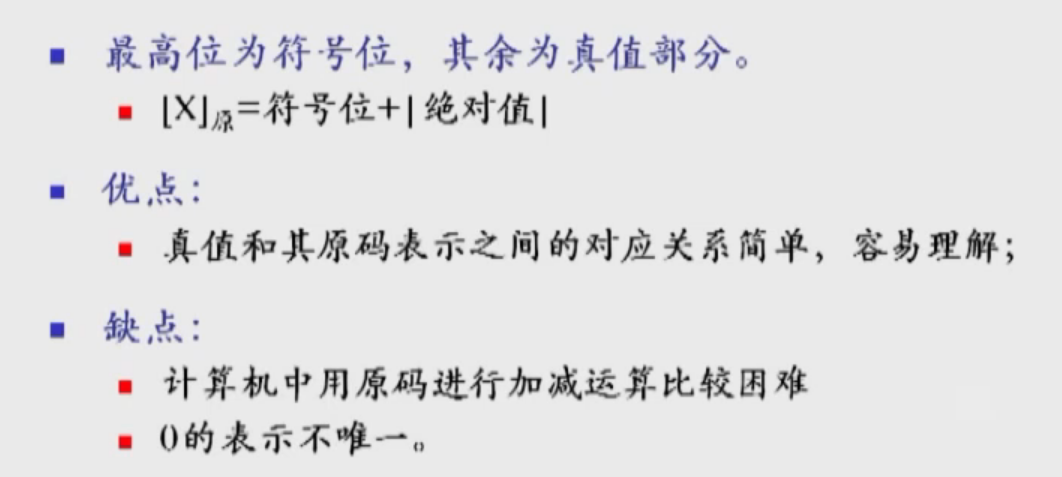 最高位为符号位，其余为真值部分。
[X]原=符号位+|绝对值|
优点：
真值和其原码表示之间的对应关系简单，容易理解；
缺点：
计算机中用原码进行加减运算比较困难
0的表示不唯一。